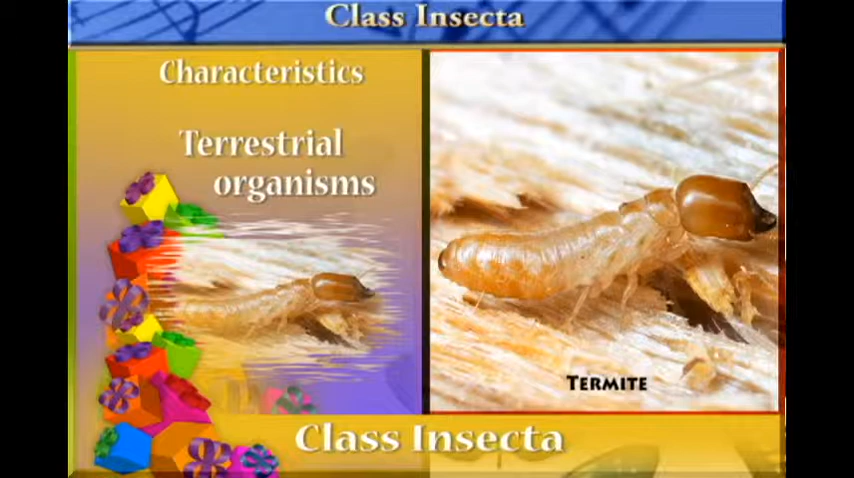 Class Insecta
Characteristics
Terrestrial
organisms
TERMITE
Class Insecta